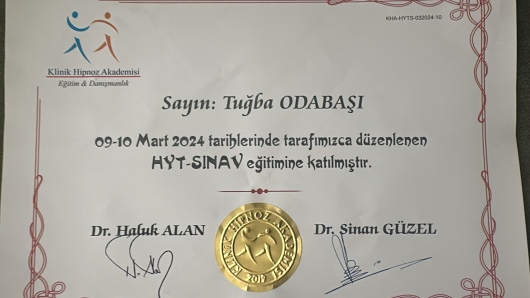 KHA-HYTS-032024-10
Klinik Hipnoz Akademisi
Eğitim & Danışmanlık
Sayın: Tuğba ODABAŞI
09-10 Mart 2024 tarihlerinde tarafımızca düzenlenen
HYT-SINAV eğitimine katılmıştır.
Dr. Haluk ALAN
Dr. Sinan GÜZEL
KLİNİK HİPNOZ AKADEMİSİ
2019